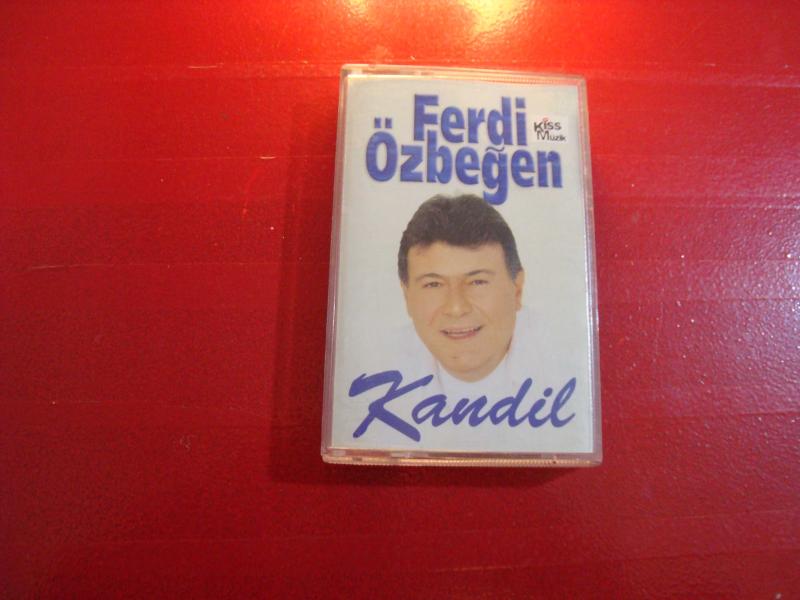 Ferdi
Özbeğen
Kiss
Müzik
Kandil